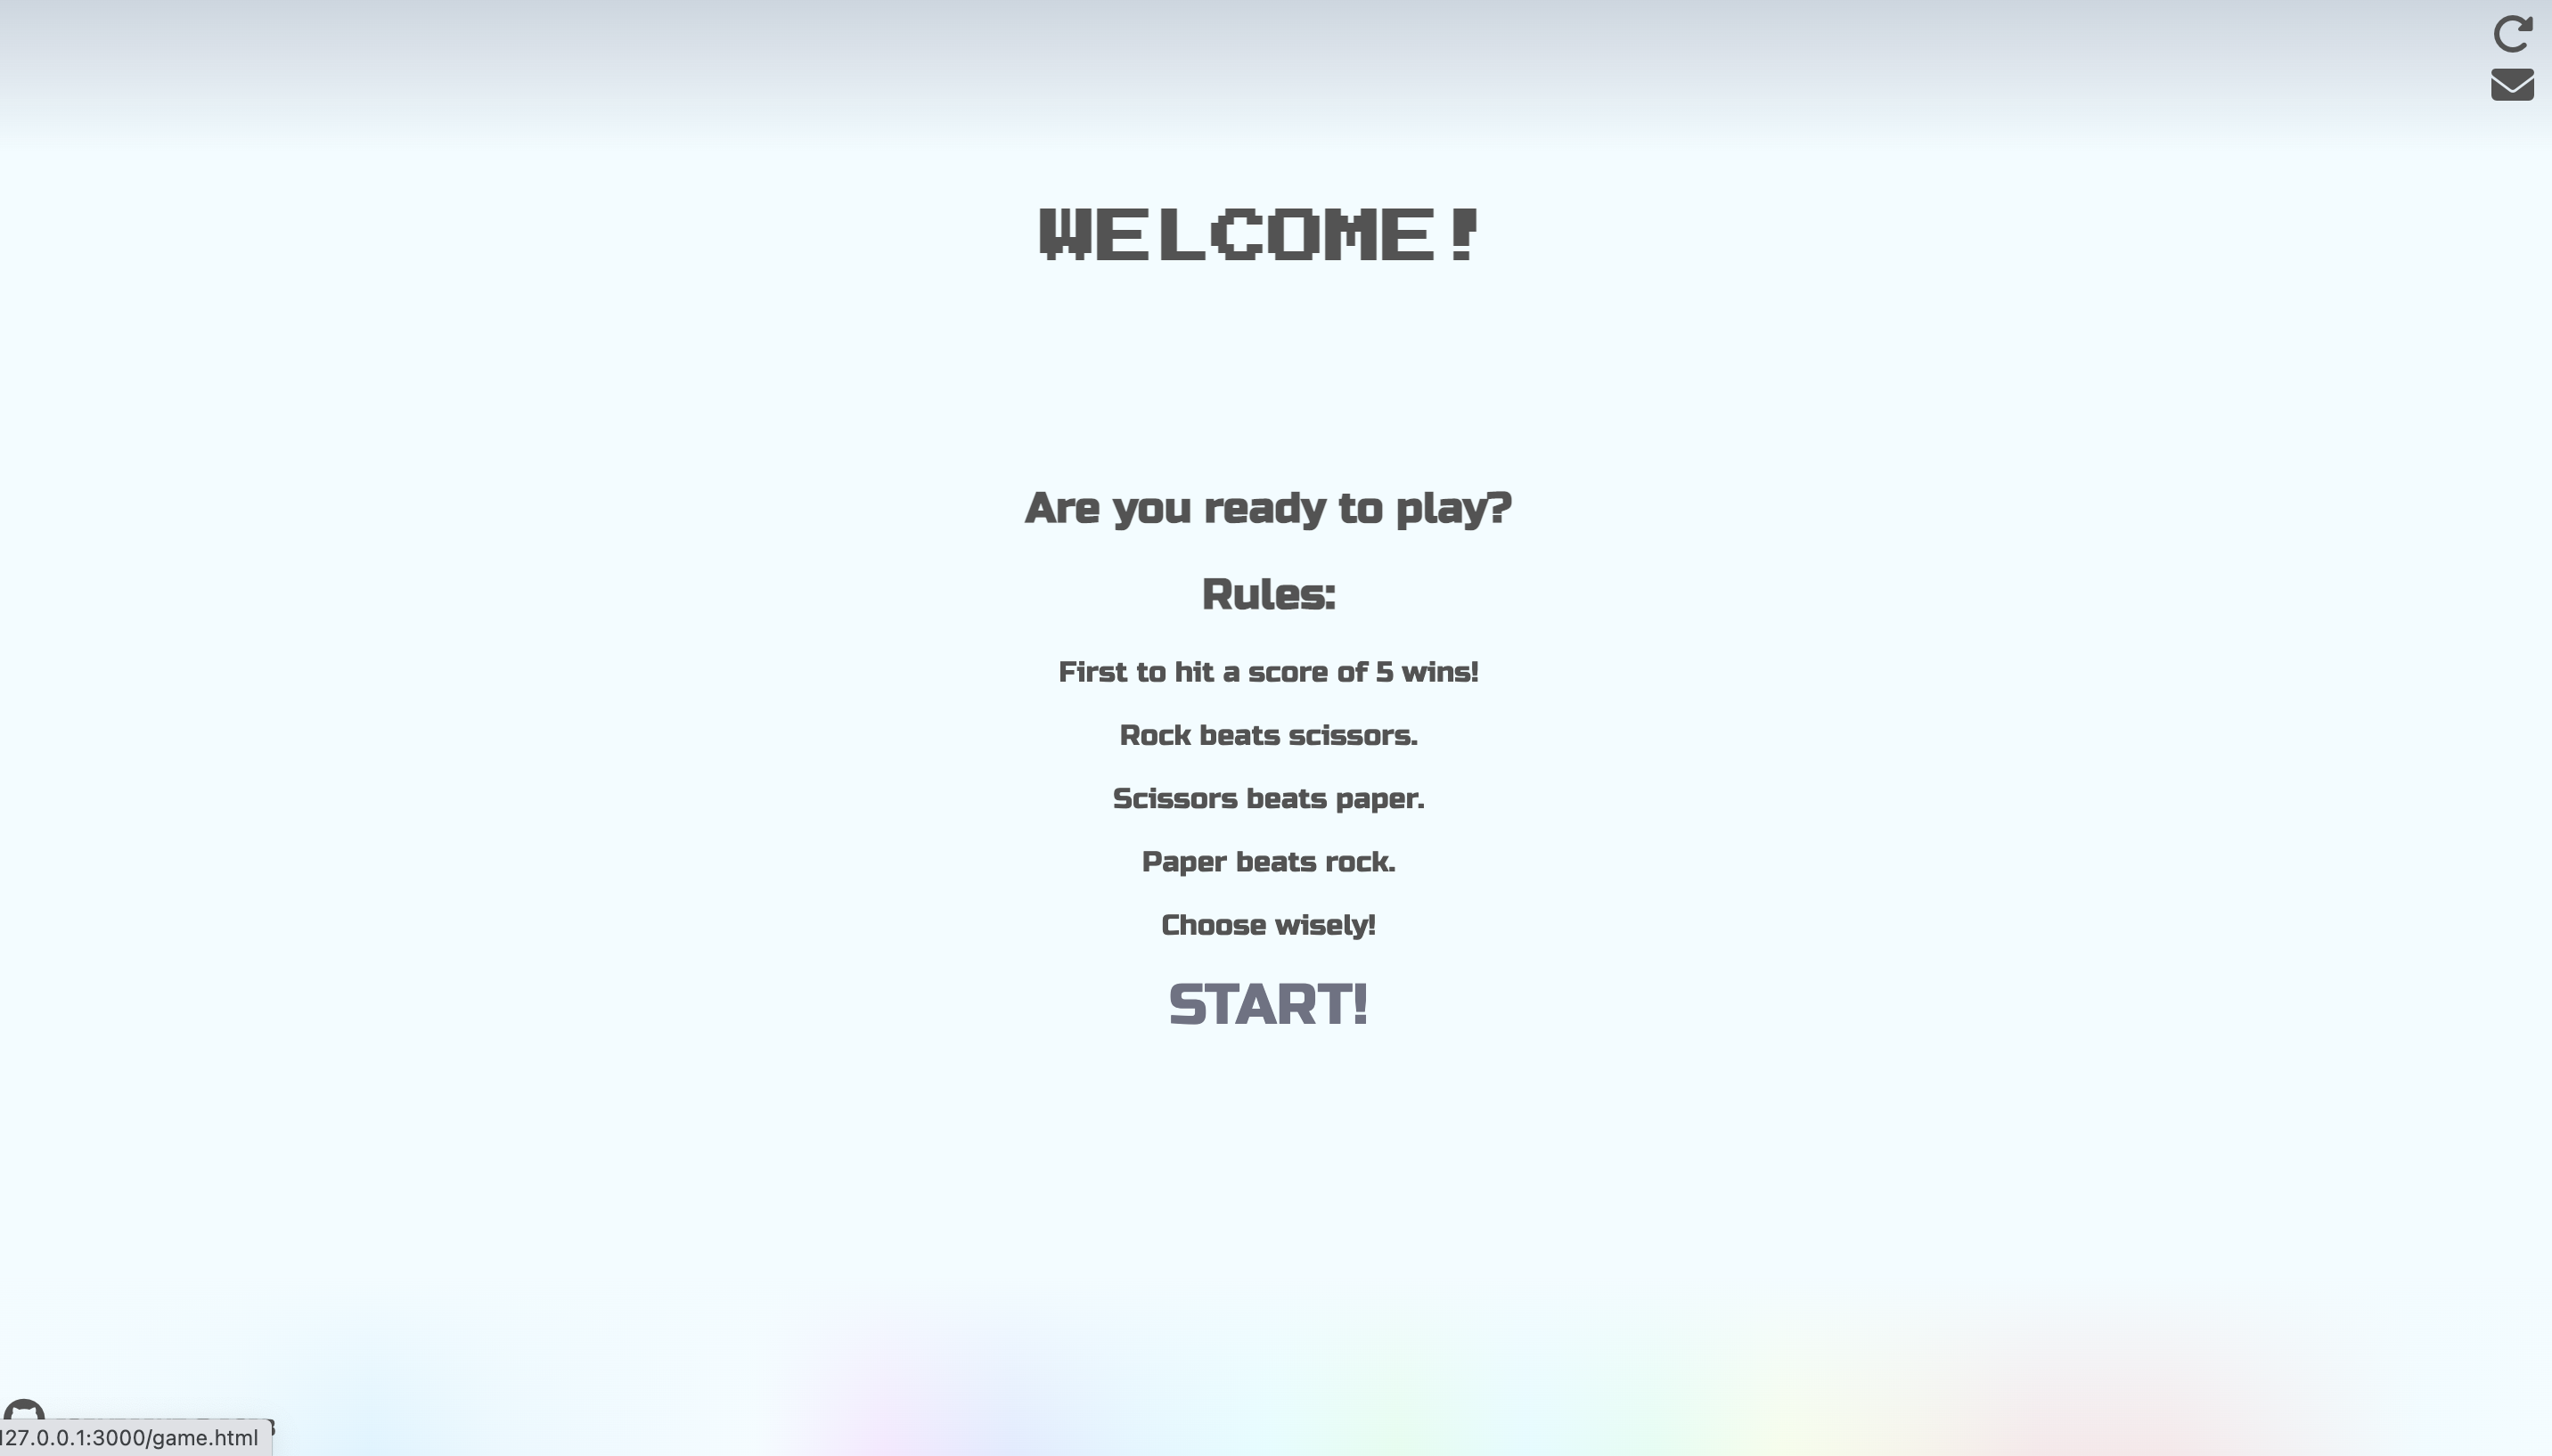 WELCOME!
Are you ready to play?
Rules:
First to hit a score of 5 wins!
Rock beats scissors.
Scissors beats paper.
Paper beats rock.
Choose wisely!
START!
127.0.0.1:3000/game.html